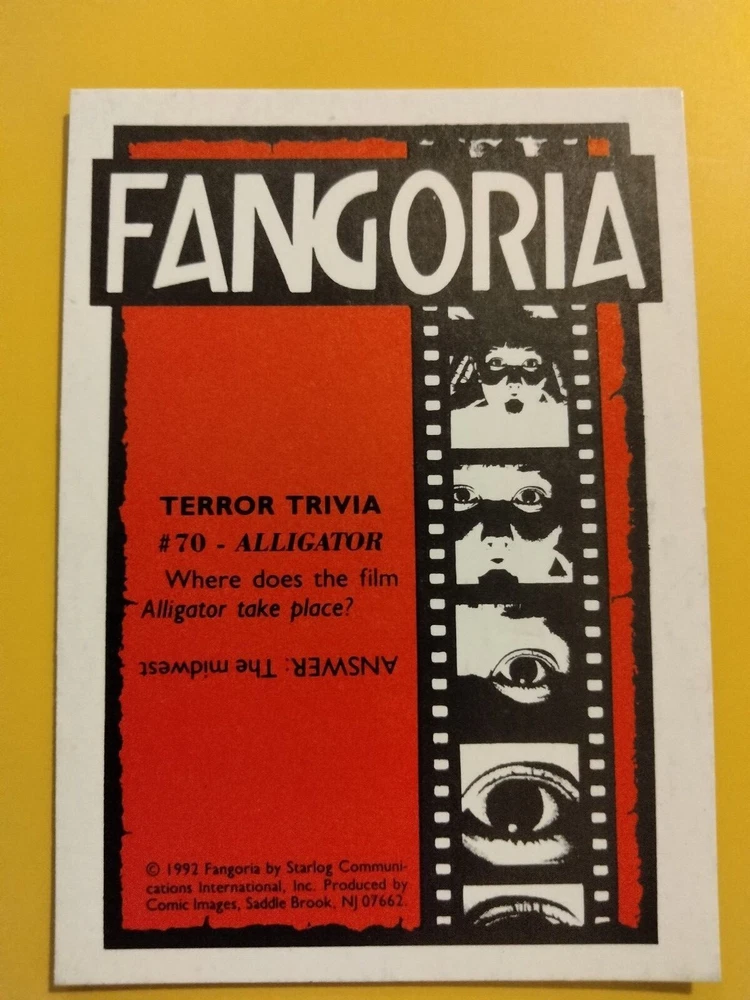 FANGORIA
TERROR TRIVIA
#70 - ALLIGATOR
Where does the film
Alligator take place?
ANSWER: The midwest
© 1992 Fangoria by Starlog Communi-
cations International, Inc. Produced by
Comic Images, Saddle Brook, NJ 07662.